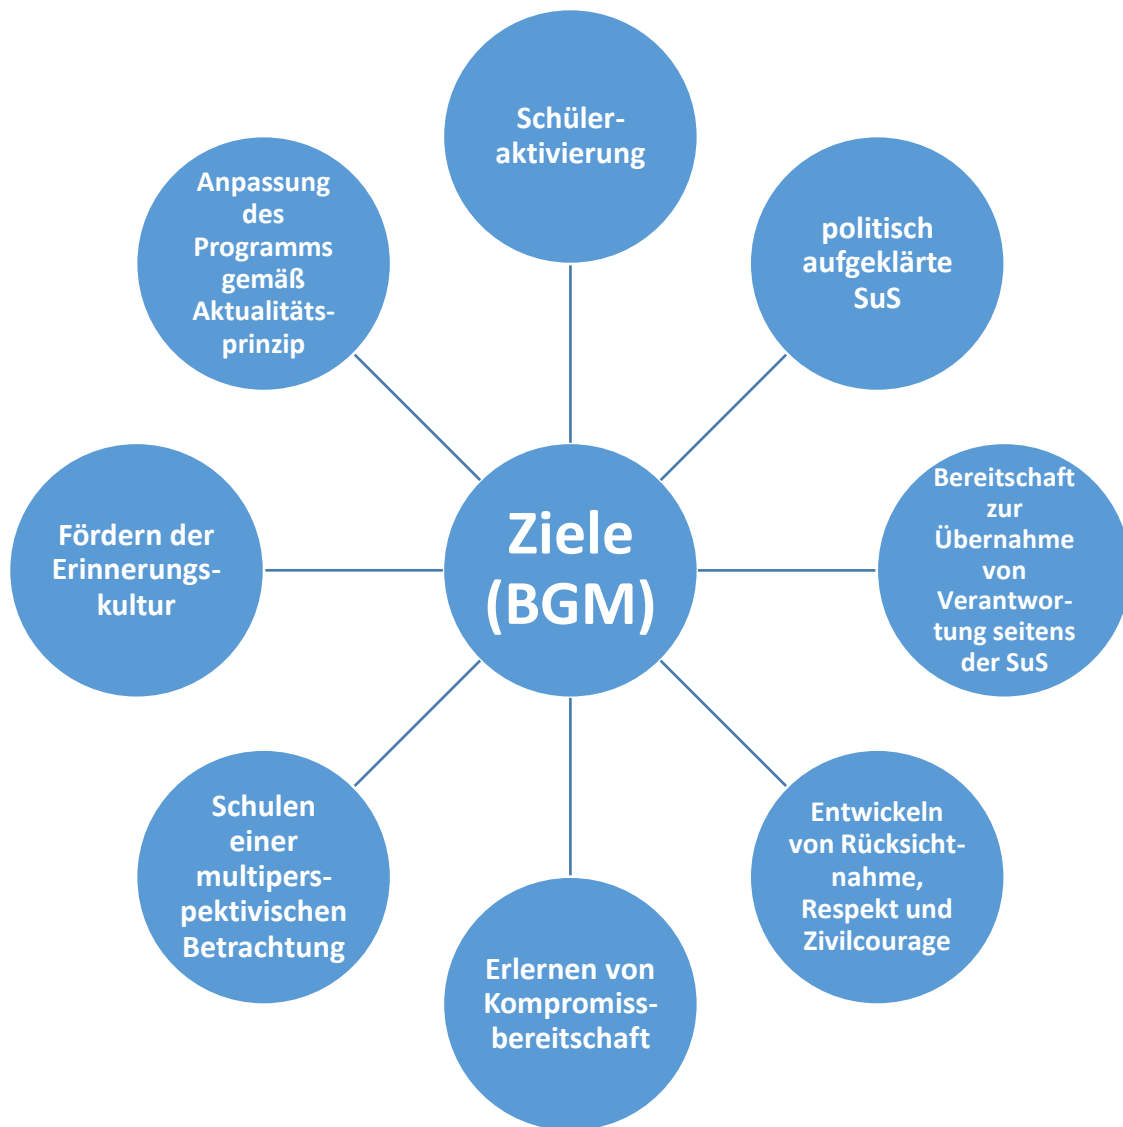 Ziele
(BGM)
Schüler-
aktivierung
politisch
aufgeklärte
SuS
Bereitschaft
zur
Übernahme
von
Verantwor-
tung seitens
der SuS
Entwickeln
von Rücksicht-
nahme,
Respekt und
Zivilcourage
Erlernen von
Kompromiss-
bereitschaft
Schulen
einer
multipers-
pektivischen
Betrachtung
Fördern der
Erinnerungs-
kultur
Anpassung
des
Programms
gemäß
Aktualitäts-
prinzip